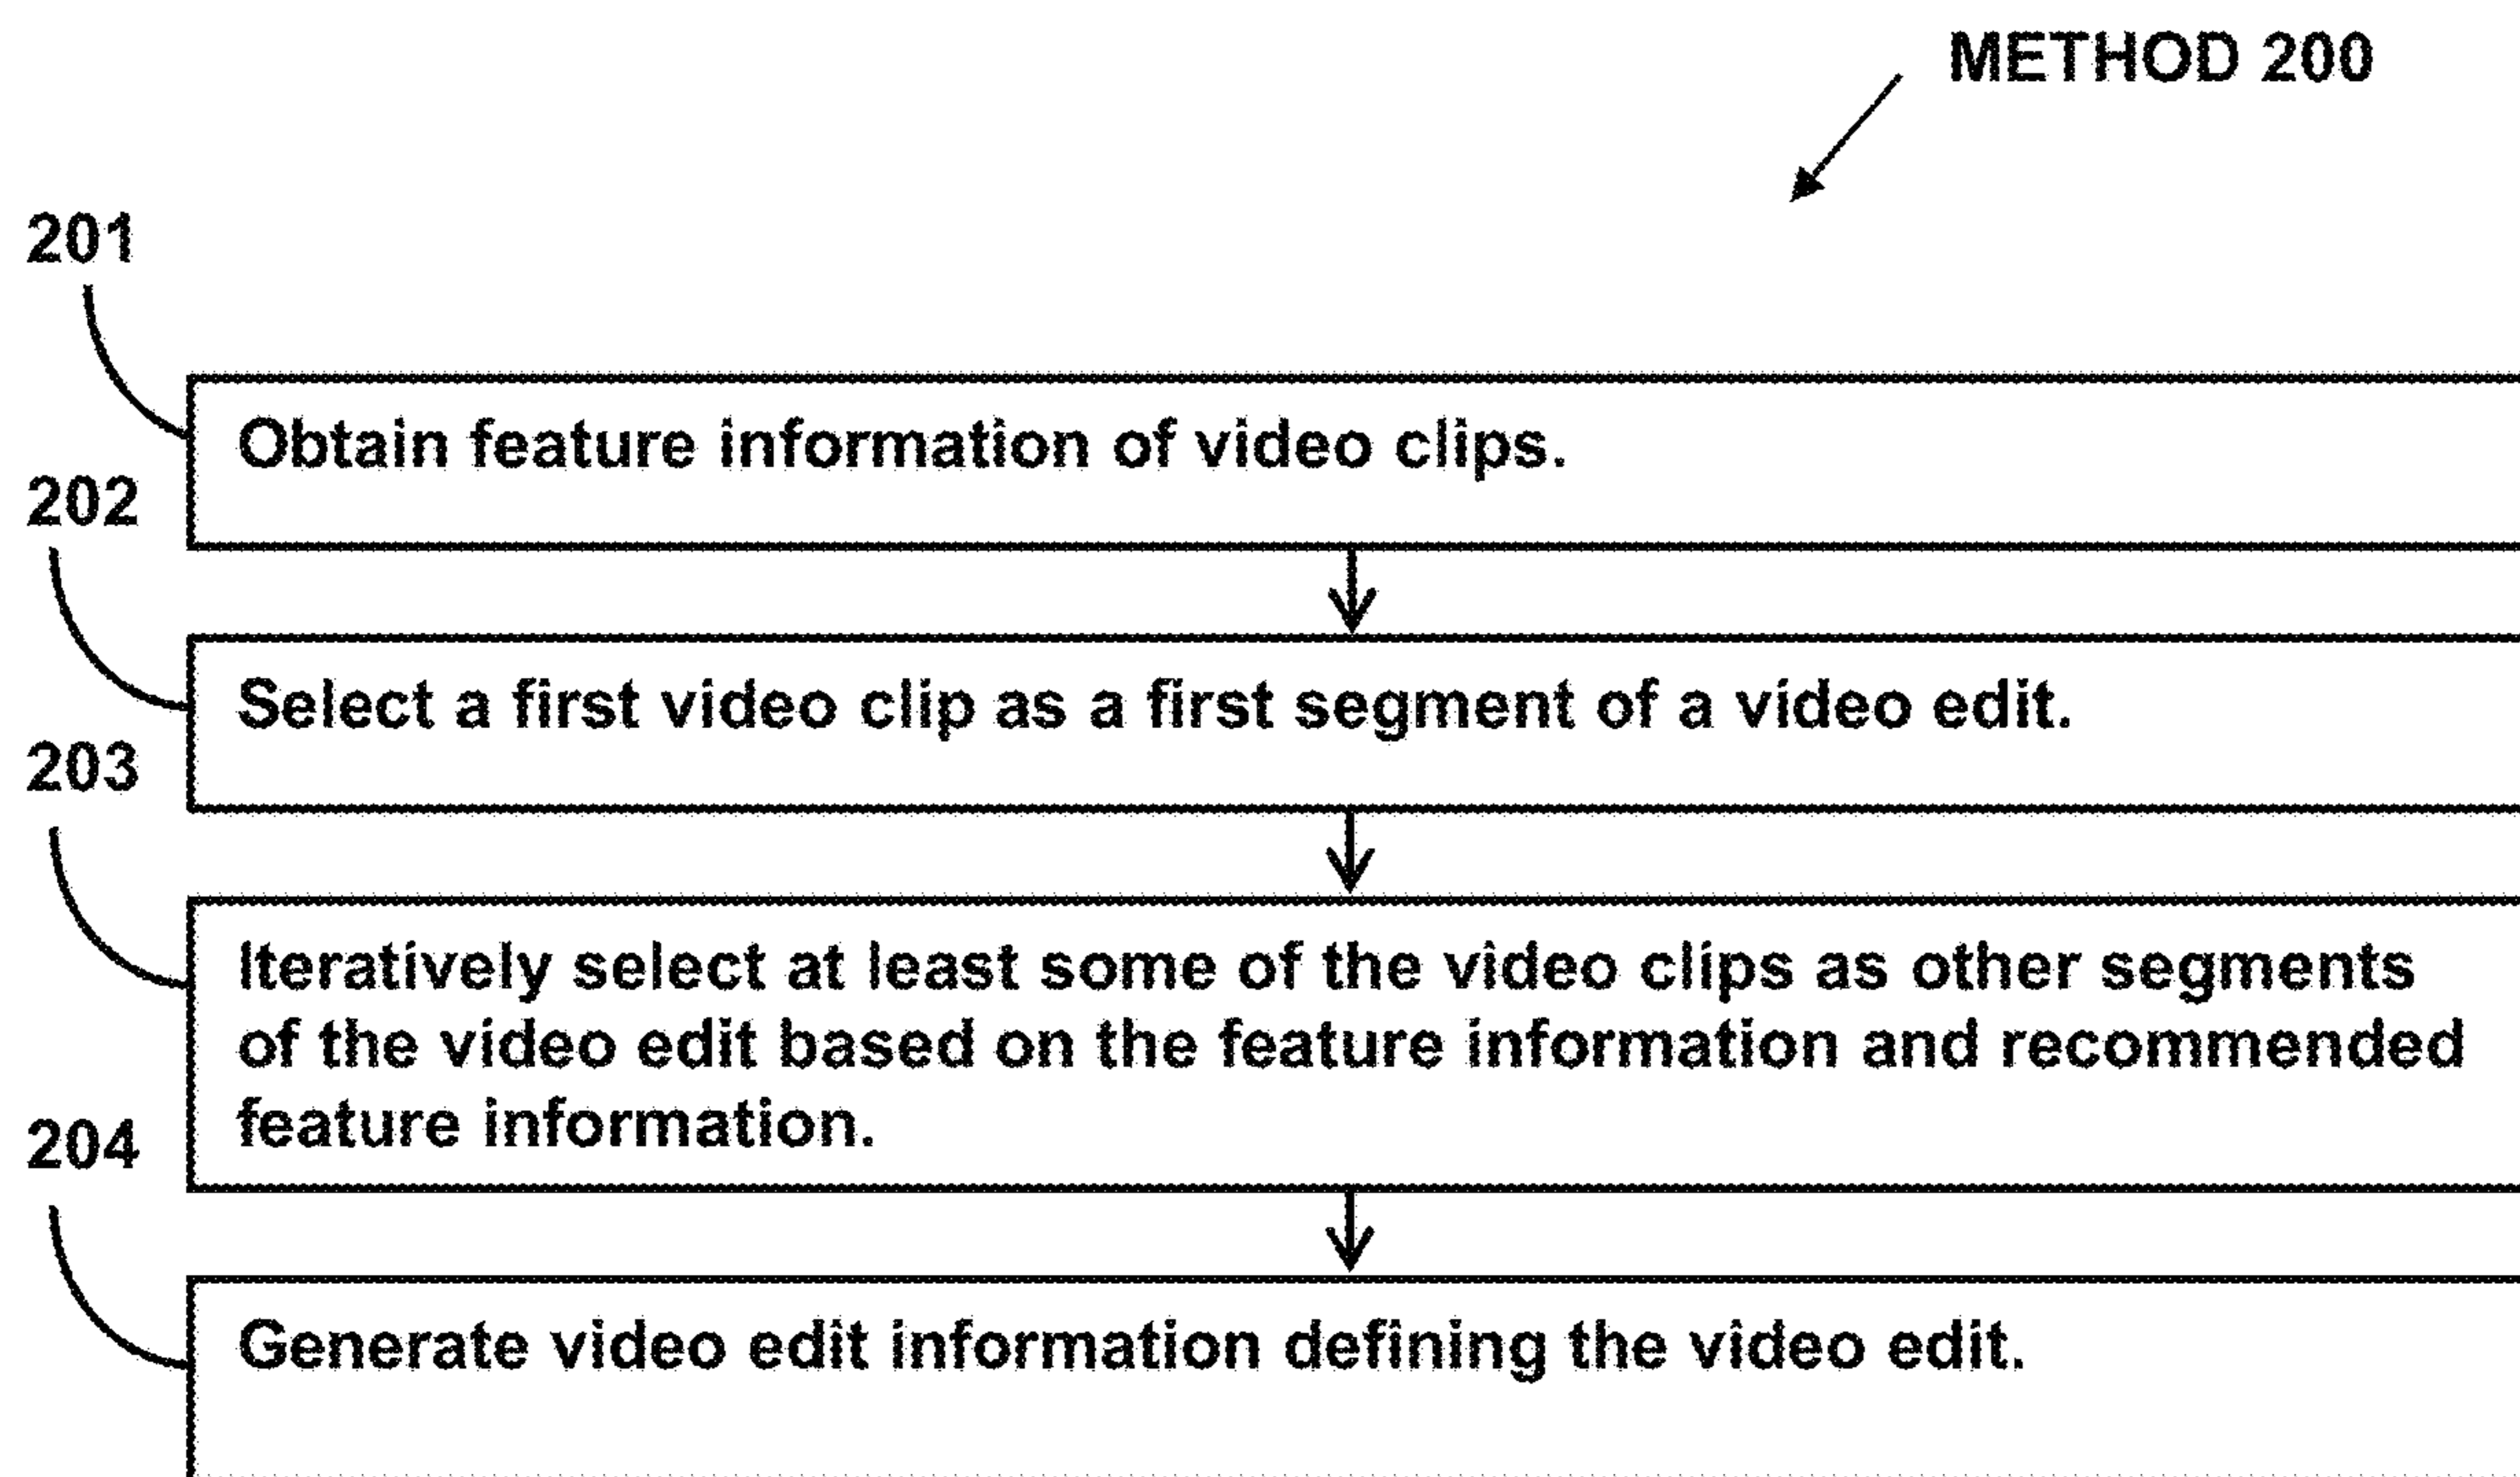 METHOD 200
201
Obtain feature information of video clips.
202
Select a first video clip as a first segment of a video edit.
203
Iteratively select at least some of the video clips as other segments
of the video edit based on the feature information and recommended
feature information.
204
Generate video edit information defining the video edit.